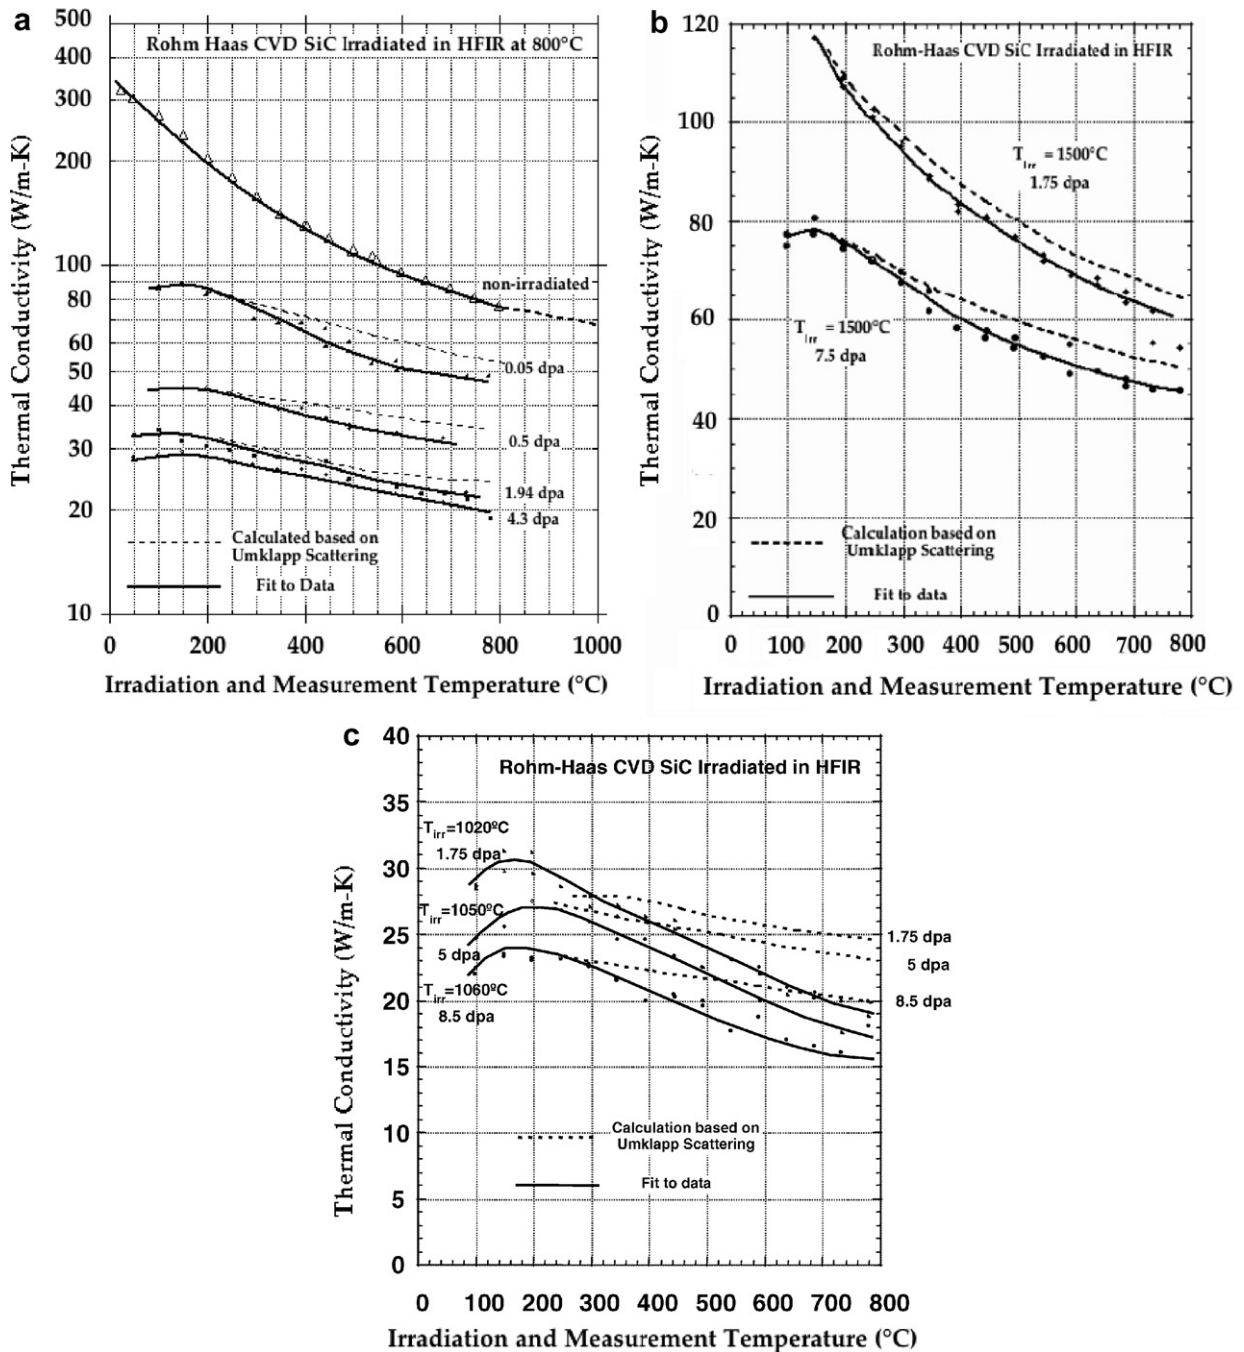 a
Rohm Haas CVD SiC Irradiated in HFIR at 800°C
Thermal Conductivity (W/m-K)
500
400
300
200
100
80
60
50
40
30
20
10
non-irradiated
0.05 dpa
0.5 dpa
1.94 dpa
4.3 dpa
Calculated based on
Umklapp Scattering
Fit to Data
0 200 400 600 800 1000
Irradiation and Measurement Temperature (°C)
b
Rohm-Haas CVD SiC Irradiated in HFIR
Thermal Conductivity (W/m-K)
120
100
80
60
40
20
0
T Irr = 1500°C
1.75 dpa
T Irr = 1500°C
7.5 dpa
Calculation based on
Umklapp Scattering
Fit to data
0 100 200 300 400 500 600 700 800
Irradiation and Measurement Temperature (°C)
c
Rohm-Haas CVD SiC Irradiated in HFIR
Thermal Conductivity (W/m-K)
40
35
30
25
20
15
10
5
0
Tirr=1020ºC
1.75 dpa
Tirr=1050ºC
5 dpa
Tirr=1060ºC
8.5 dpa
1.75 dpa
5 dpa
8.5 dpa
Calculation based on
Umklapp Scattering
Fit to data
0 100 200 300 400 500 600 700 800
Irradiation and Measurement Temperature (°C)